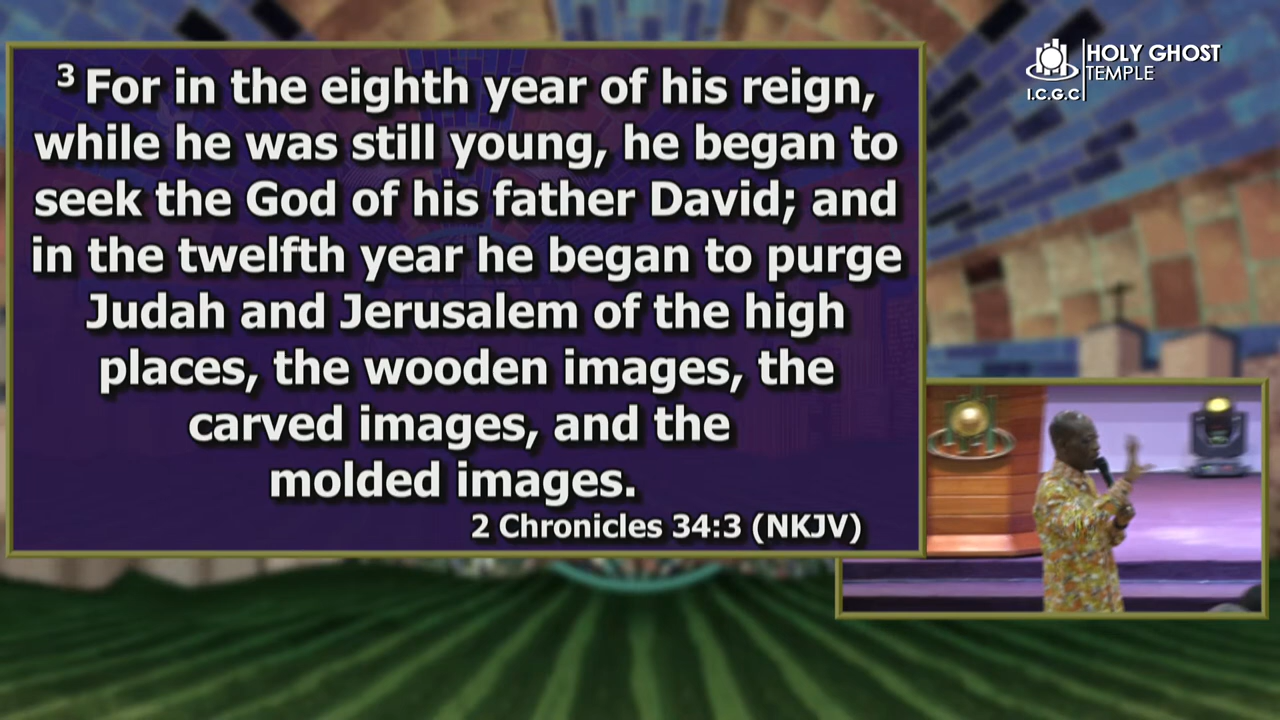 3 For in the eighth year of his reign,
while he was still young, he began to
seek the God of his father David; and
in the twelfth year he began to purge
Judah and Jerusalem of the high
places, the wooden images, the
carved images, and the
molded images.
2 Chronicles 34:3 (NKJV)
HOLY GHOST
TEMPLE
I.C.G.C